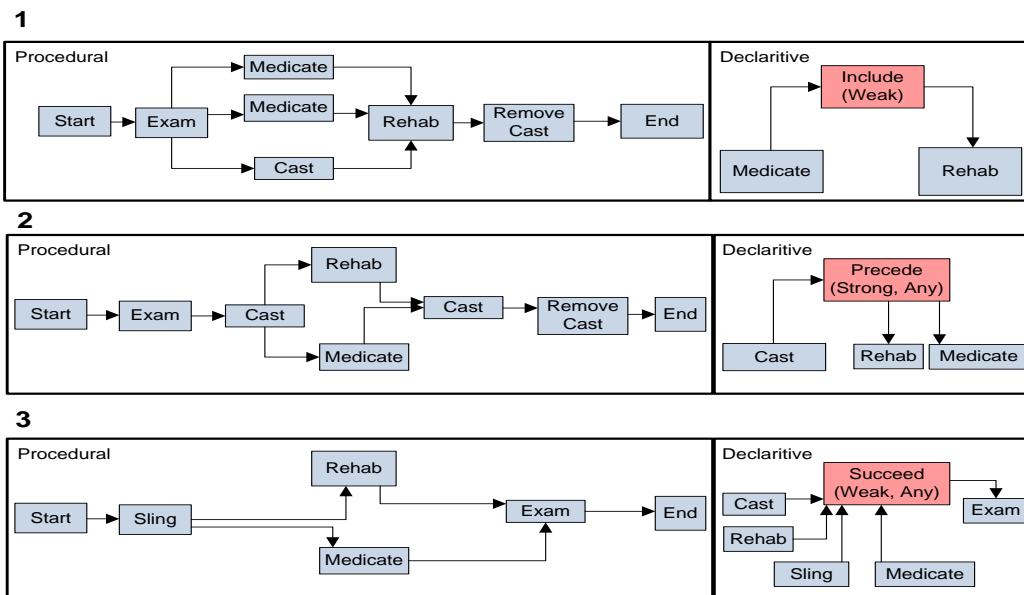 1
Procedural
Medicate
Start
Exam
Medicate
Rehab
Remove
Cast
End
Cast
Declaritive
Include
(Weak)
Medicate
Rehab
2
Procedural
Rehab
Start
Exam
Cast
Cast
Remove
Cast
End
Medicate
Declaritive
Precede
(Strong, Any)
Cast
Rehab
Medicate
3
Procedural
Rehab
Start
Sling
Exam
End
Medicate
Declaritive
Succeed
(Weak, Any)
Cast
Exam
Rehab
Sling
Medicate